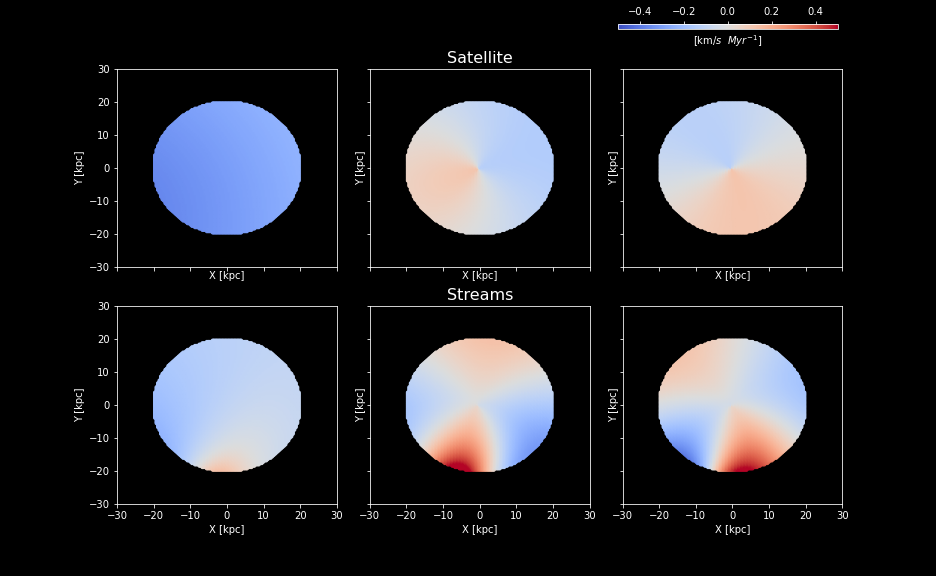 −0.4 −0.2 0.0 0.2 0.4
[km/s Myr⁻¹]
Satellite
30
20
10
0
−10
−20
−30
Y [kpc]
Y [kpc]
Y [kpc]
X [kpc] X [kpc] X [kpc]
Streams
30
20
10
0
−10
−20
−30
Y [kpc]
Y [kpc]
Y [kpc]
−30 −20 −10 0 10 20 30 −30 −20 −10 0 10 20 30 −30 −20 −10 0 10 20 30
X [kpc] X [kpc] X [kpc]